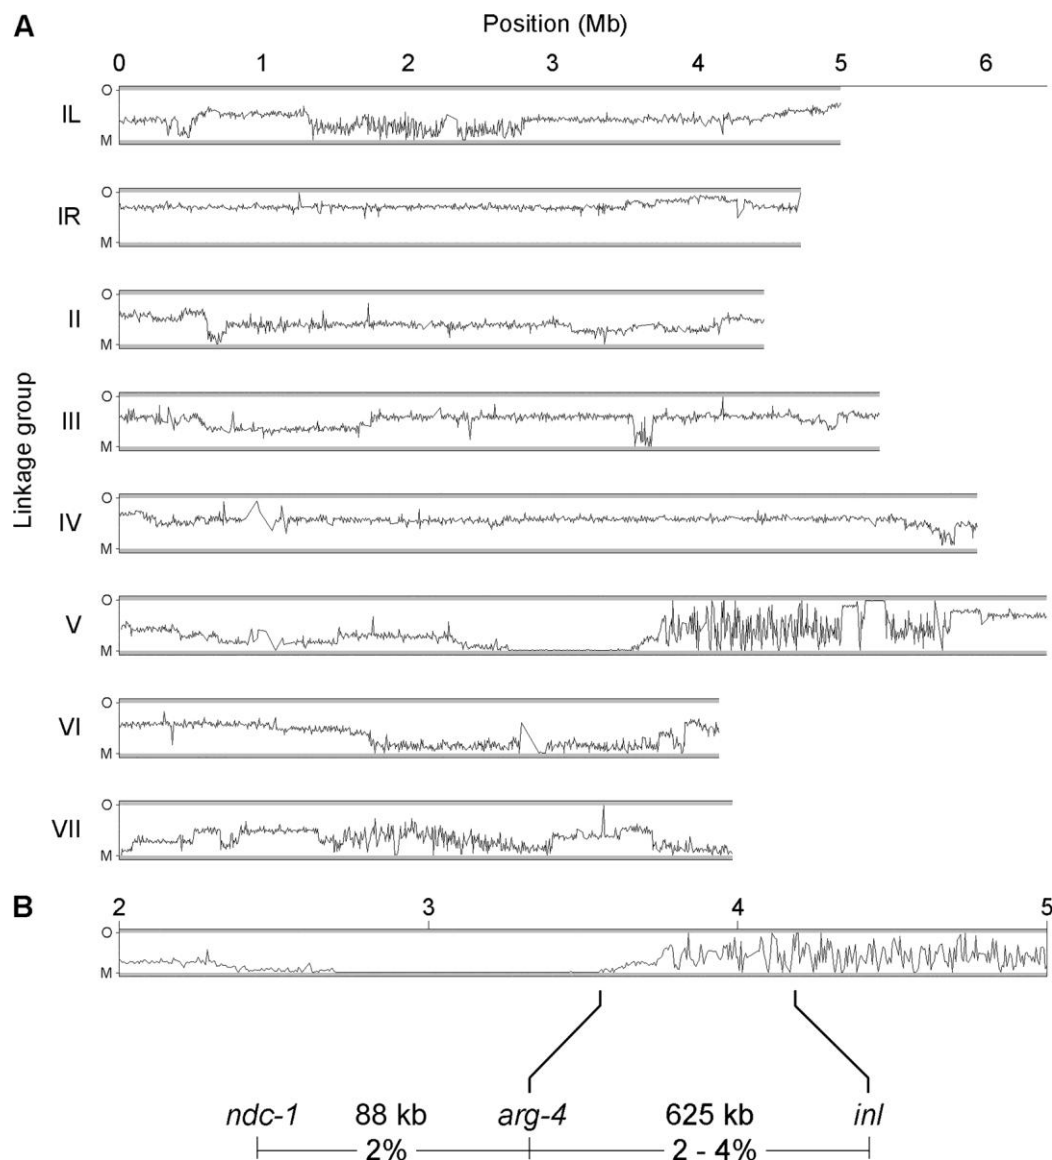 A
Position (Mb)
0 1 2 3 4 5 6
Linkage group
IL O M
IR O M
II O M
III O M
IV O M
V O M
VI O M
VII O M
B
2 3 4 5
O
M
ndc-1 88 kb arg-4 625 kb inl
2% 2 - 4%